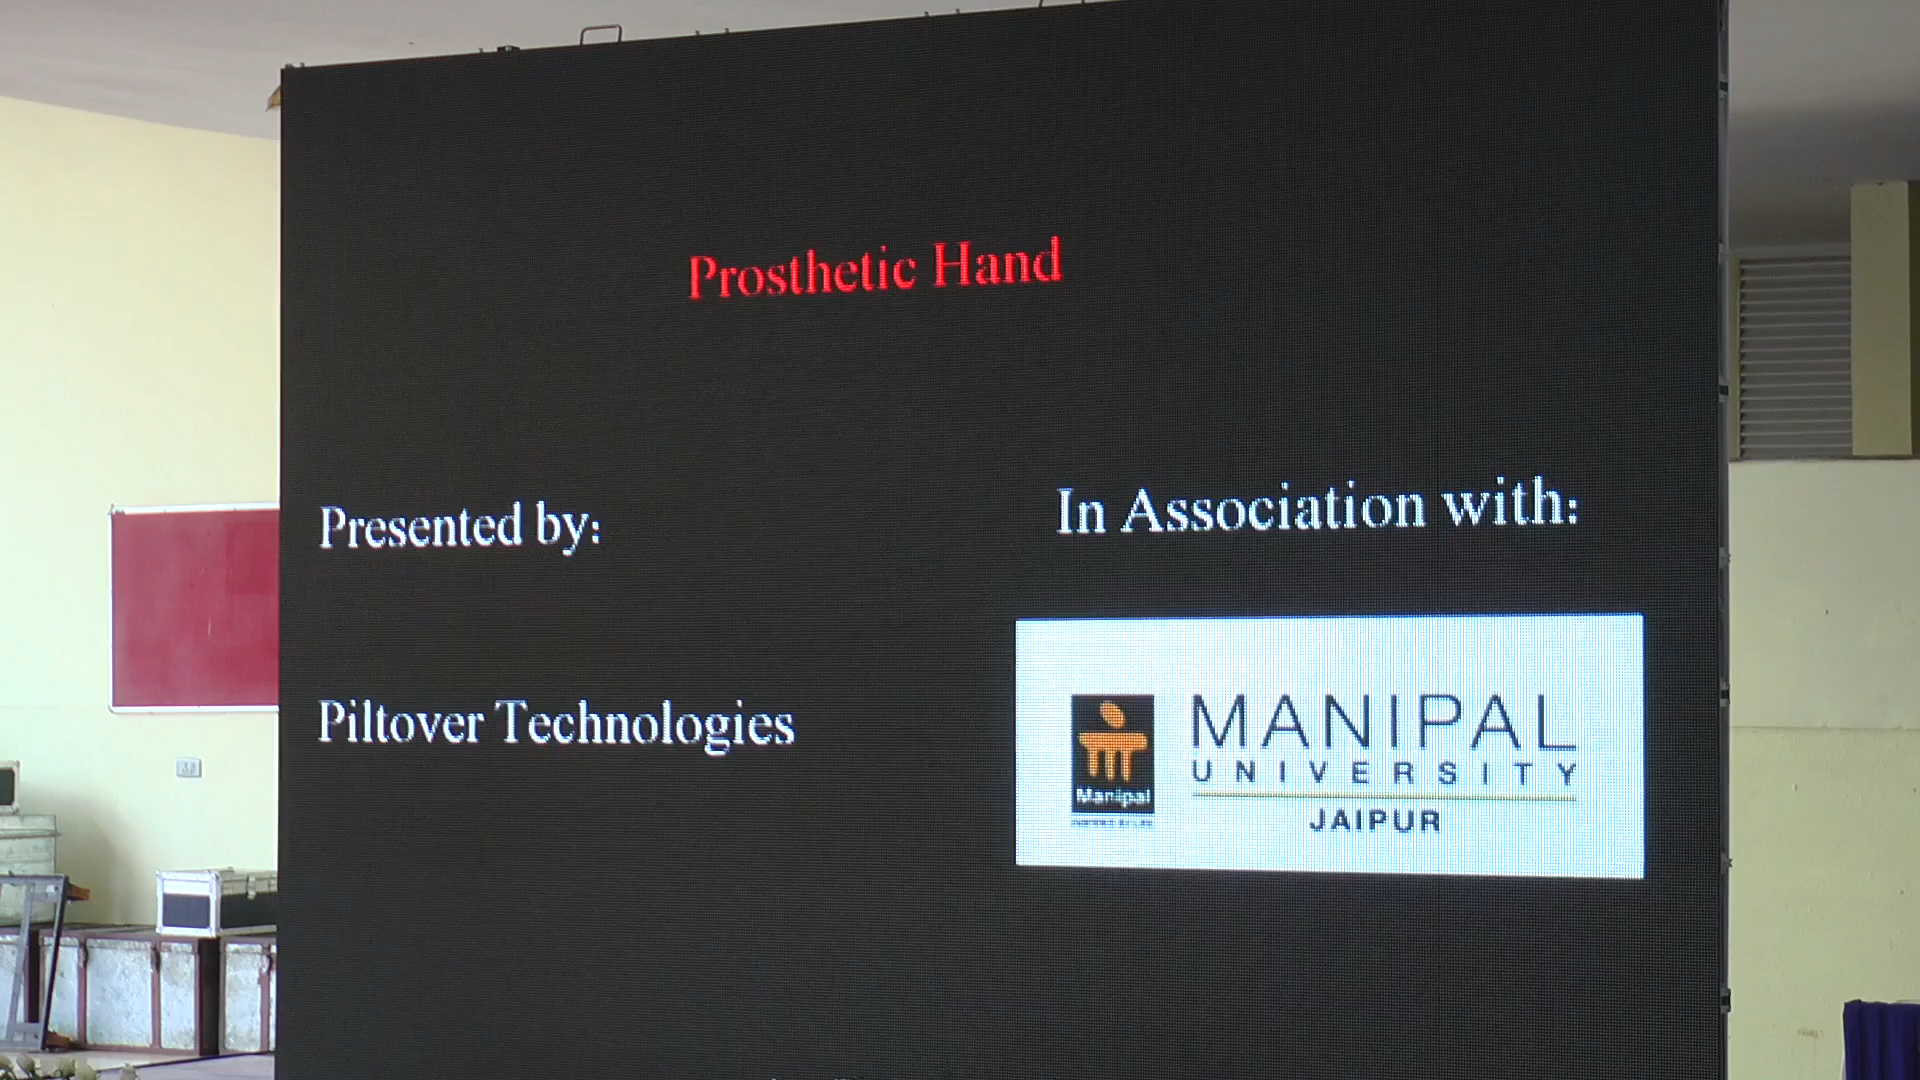 Prosthetic Hand
Presented by:
In Association with:
Piltover Technologies
MANIPAL
UNIVERSITY
JAIPUR
Manipal